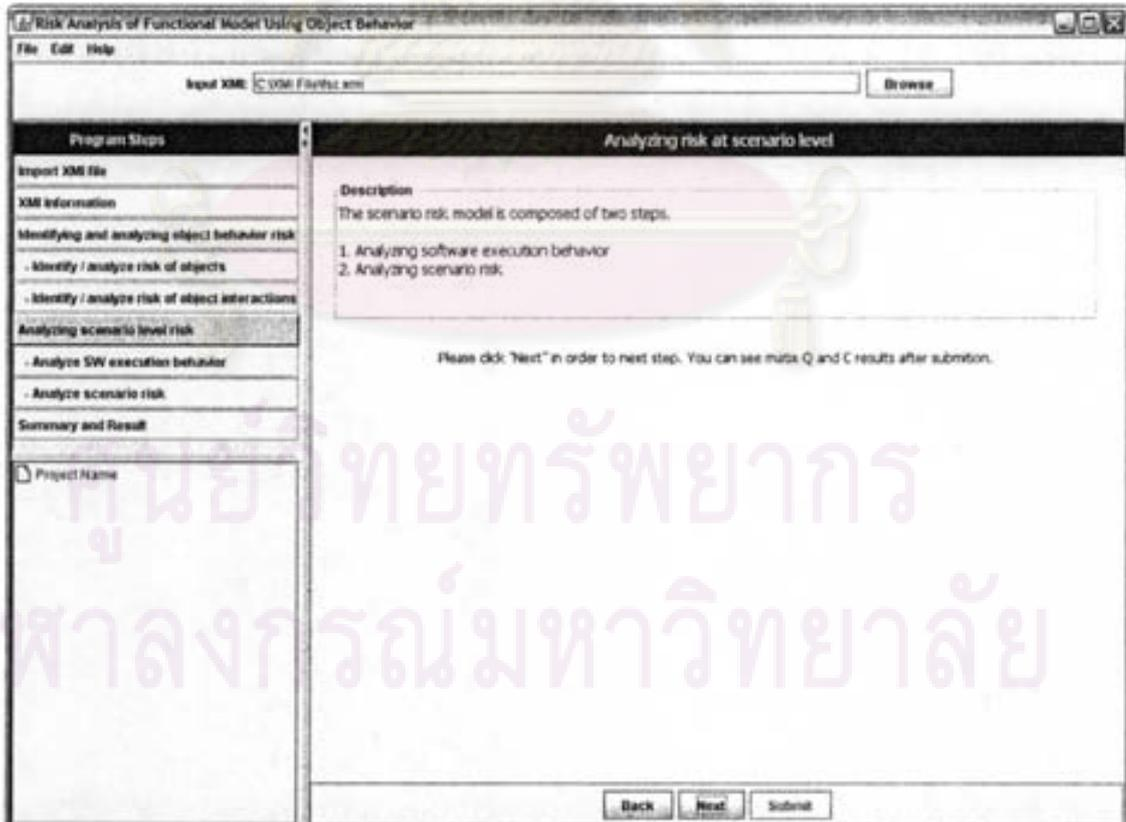 Risk Analysis of Functional Model Using Object Behavior
File Edit Help
Input XMI:
Browse
Program Steps
Import XMI file
XMI Information
Identifying and analyzing object behavior risk
- Identify / analyze risk of objects
- Identify / analyze risk of object interactions
Analyzing scenario level risk
- Analyze SW execution behavior
- Analyze scenario risk
Summary and Result
Project Name
Analyzing risk at scenario level
Description
The scenario risk model is composed of two steps.
1. Analyzing software execution behavior
2. Analyzing scenario risk
Please click "Next" in order to next step. You can see Q and C results after submition.
Back Next Submit
ศูนย์วิทยทรัพยากร
จุฬาลงกรณ์มหาวิทยาลัย